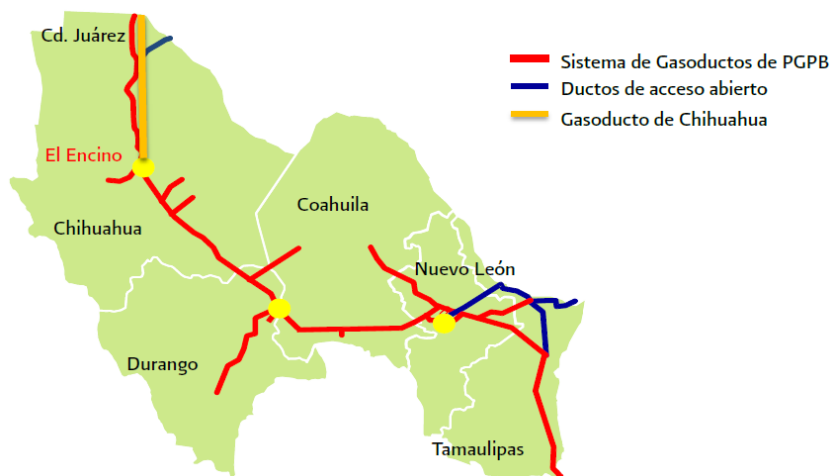 Cd. Juárez
Sistema de Gasoductos de PGPB
Ductos de acceso abierto
Gasoducto de Chihuahua
El Encino
Coahuila
Chihuahua
Nuevo León
Durango
Tamaulipas